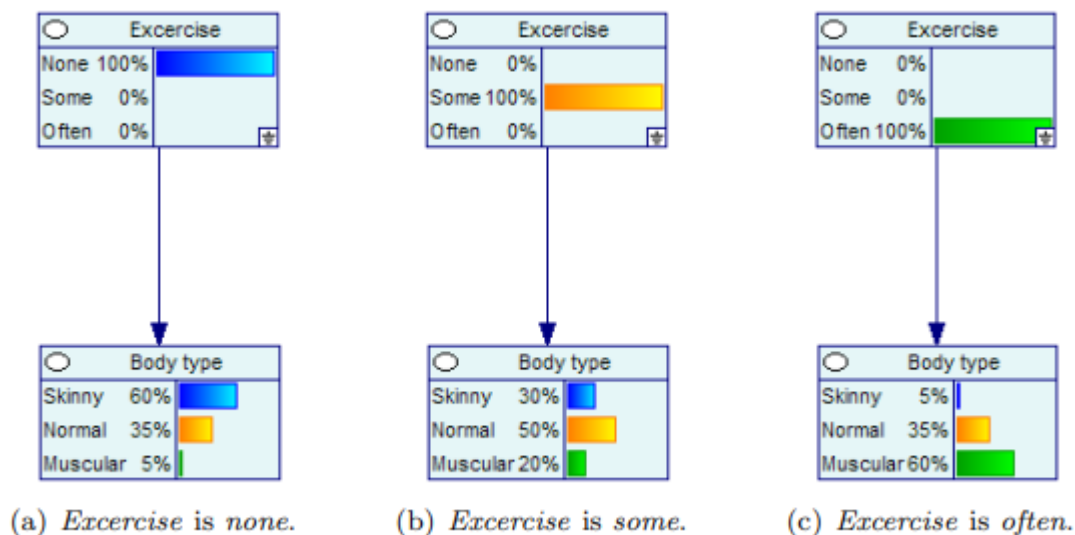 Excercise
None 100%
Some 0%
Often 0%
Body type
Skinny 60%
Normal 35%
Muscular 5%
(a) Excercise is none.
Excercise
None 0%
Some 100%
Often 0%
Body type
Skinny 30%
Normal 50%
Muscular 20%
(b) Excercise is some.
Excercise
None 0%
Some 0%
Often 100%
Body type
Skinny 5%
Normal 35%
Muscular 60%
(c) Excercise is often.